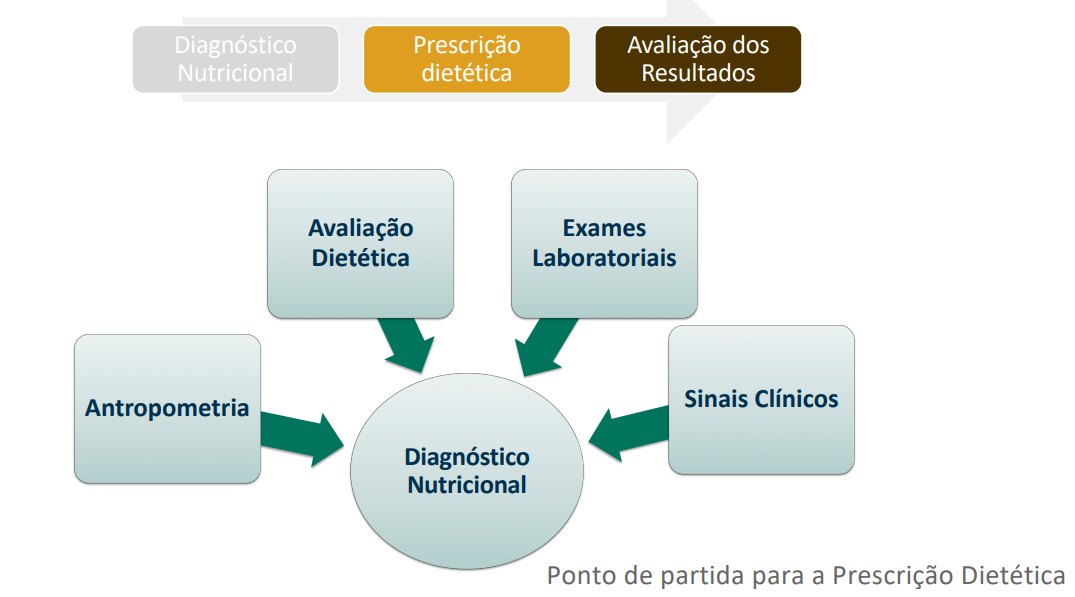 Diagnóstico
Nutricional
Prescrição
dietética
Avaliação dos
Resultados
Avaliação
Dietética
Exames
Laboratoriais
Antropometria
Sinais Clínicos
Diagnóstico
Nutricional
Ponto de partida para a Prescrição Dietética